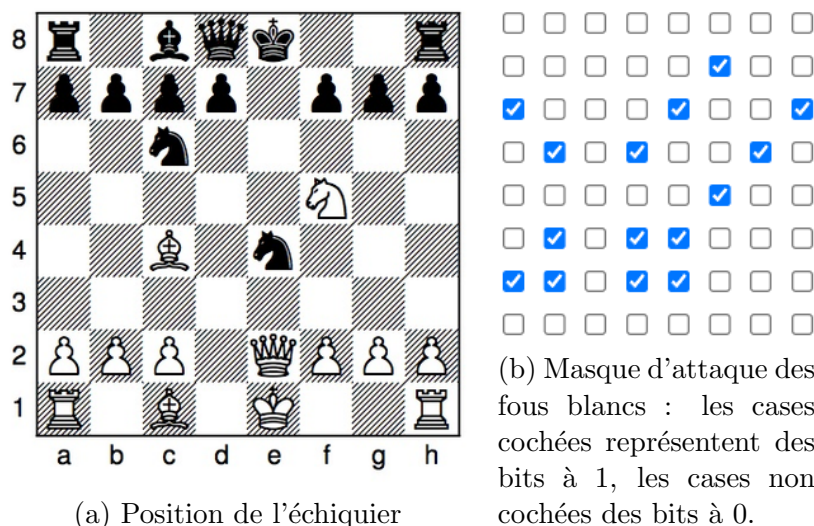 8
7
6
5
4
3
2
1
a b c d e f g h
(a) Position de l'échiquier
(b) Masque d'attaque des
fous blancs : les cases
cochées représentent des
bits à 1, les cases non
cochées des bits à 0.